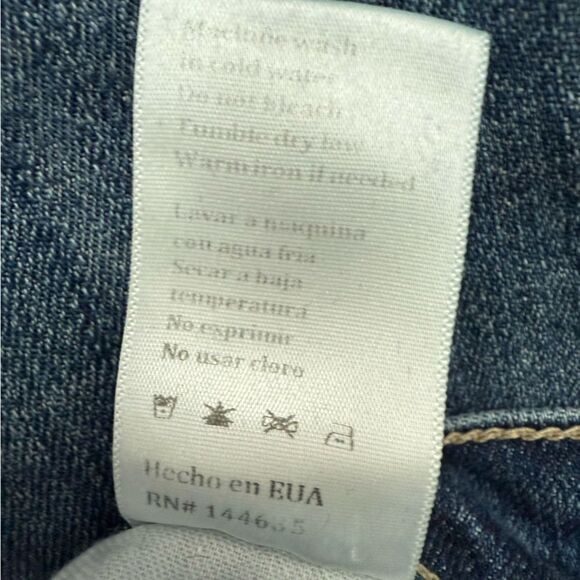 Machine wash
in cold water
Do not bleach
Tumble dry low
Warm iron if needed
Lavar a maquina
con agua fria
Secar a baja
temperatura
No exprimir
No usar cloro
Hecho en EUA
RN#